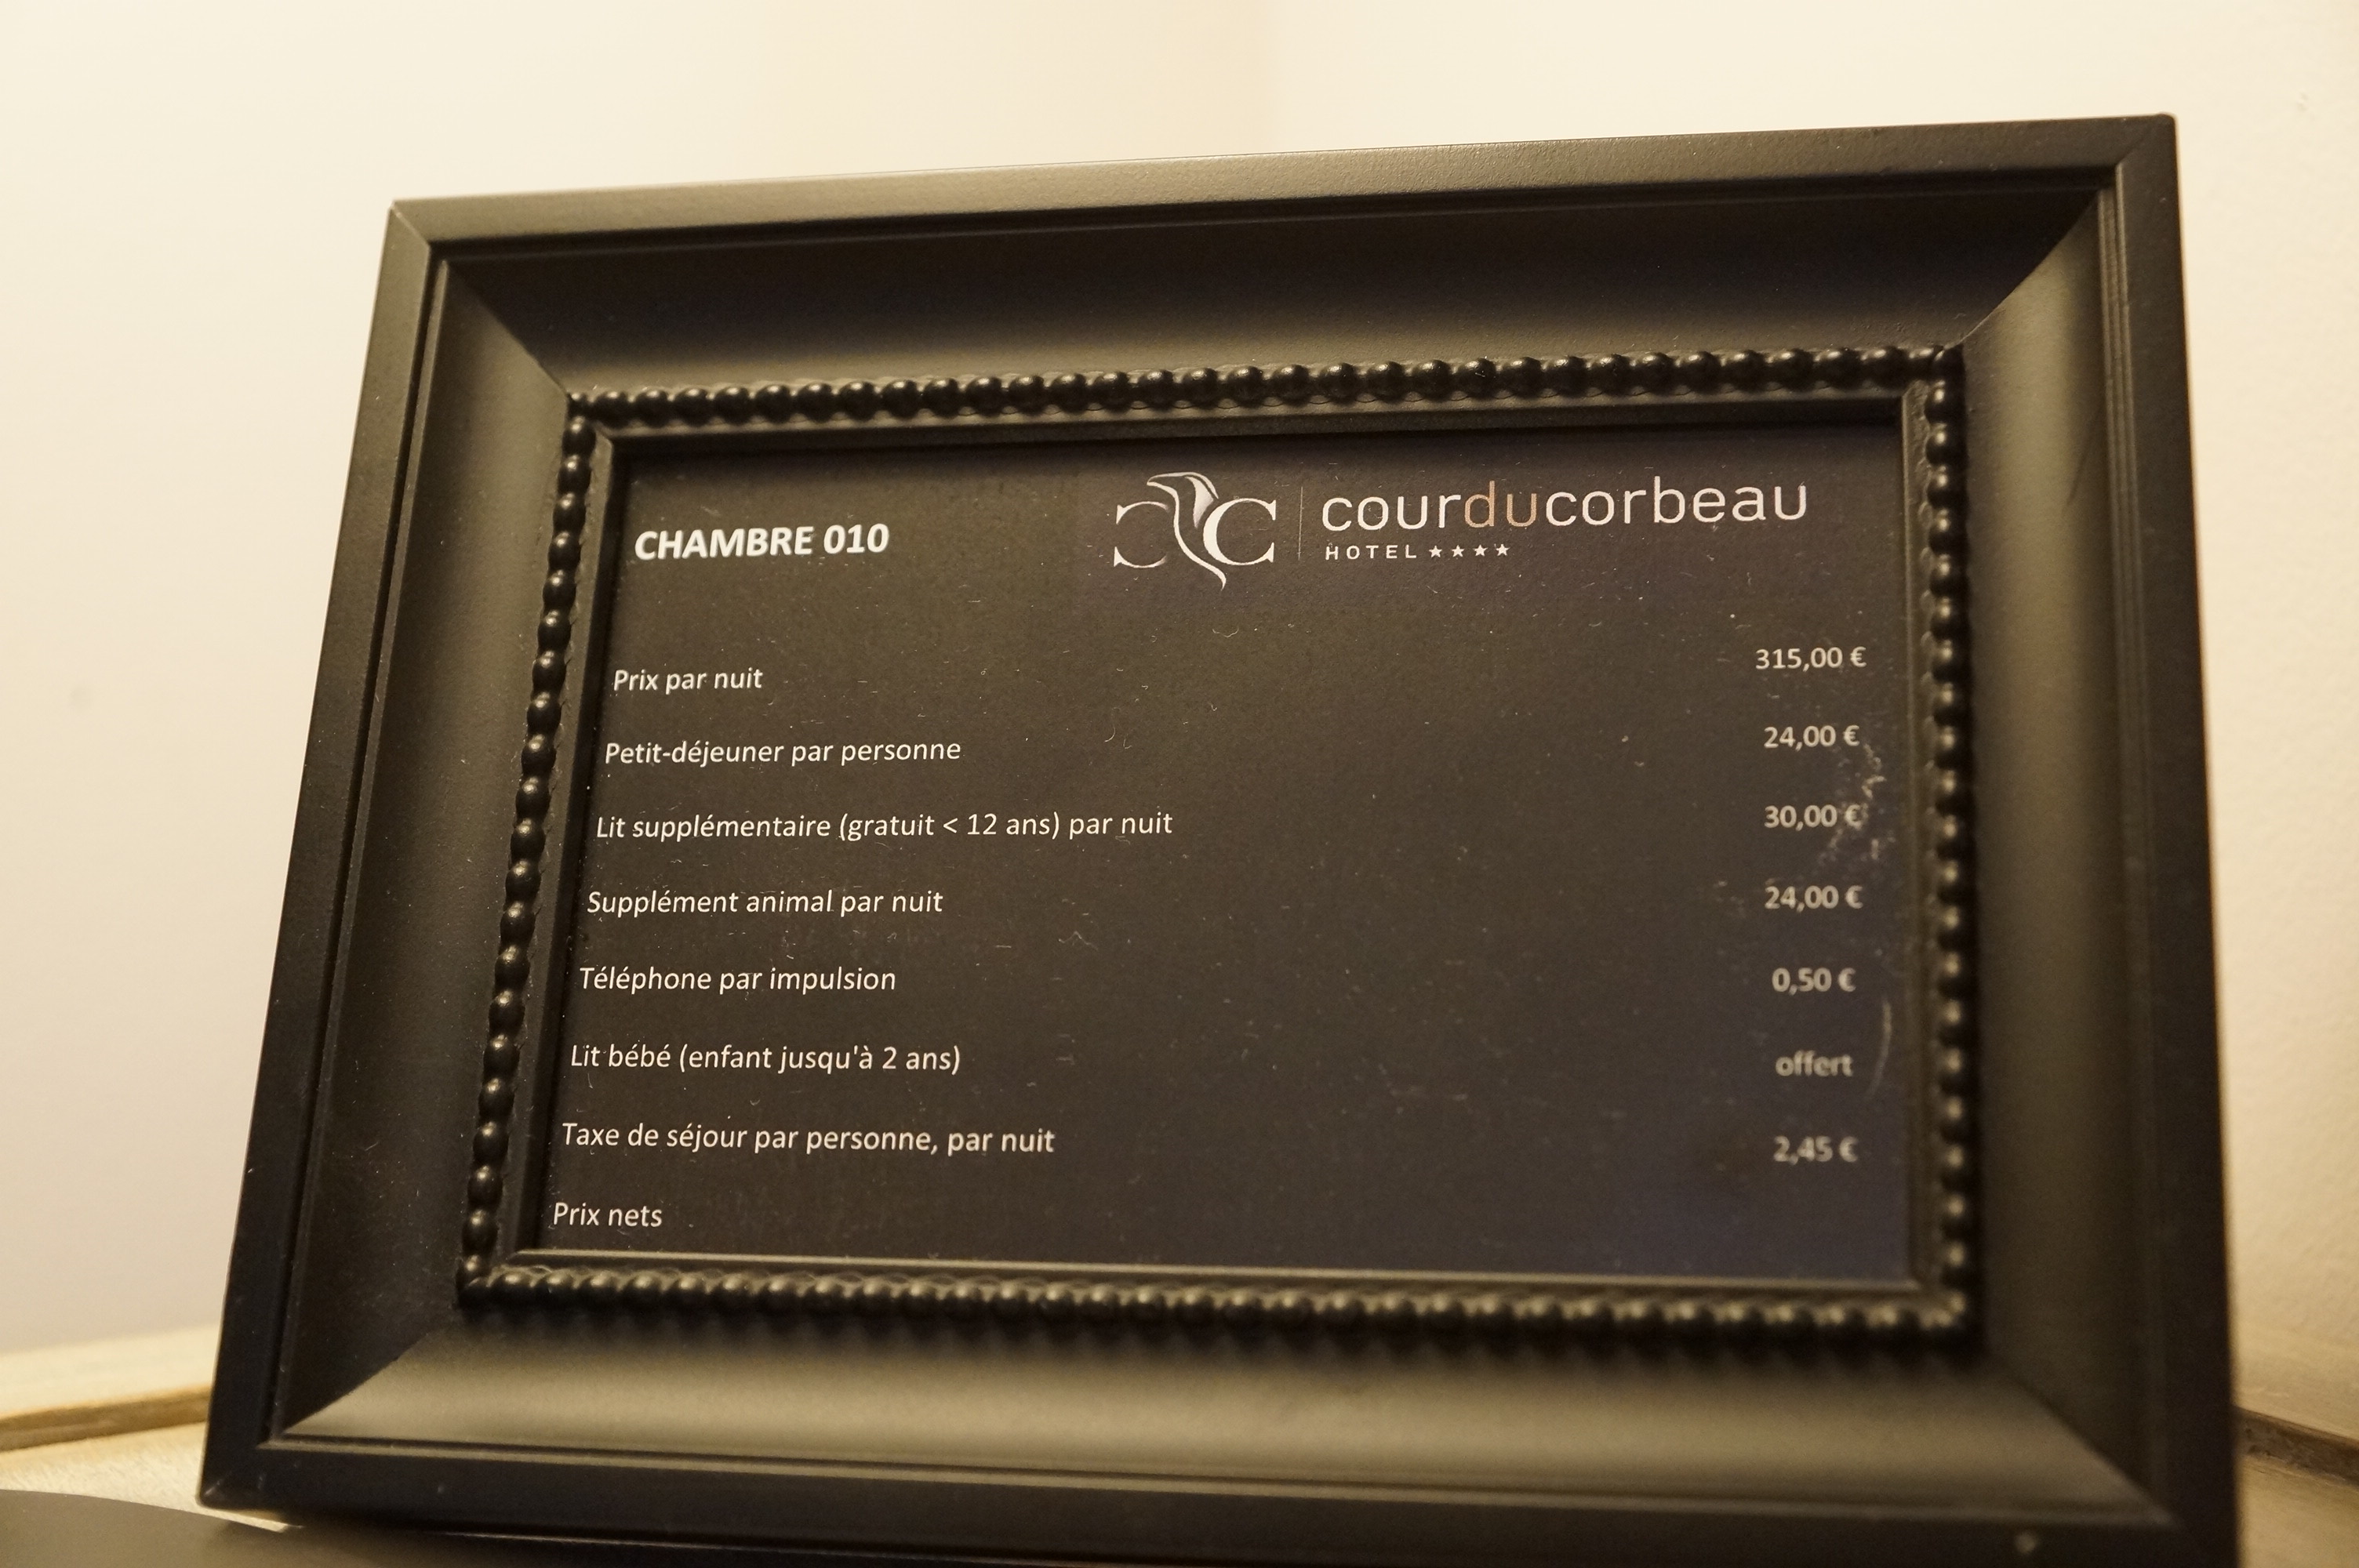 CHAMBRE 010
courducorbeau
HOTEL ★★★★
Prix par nuit 315,00 €
Petit-déjeuner par personne 24,00 €
Lit supplémentaire (gratuit < 12 ans) par nuit 30,00 €
Supplément animal par nuit 24,00 €
Téléphone par impulsion 0,50 €
Lit bébé (enfant jusqu'à 2 ans) offert
Taxe de séjour par personne, par nuit 2,45 €
Prix nets